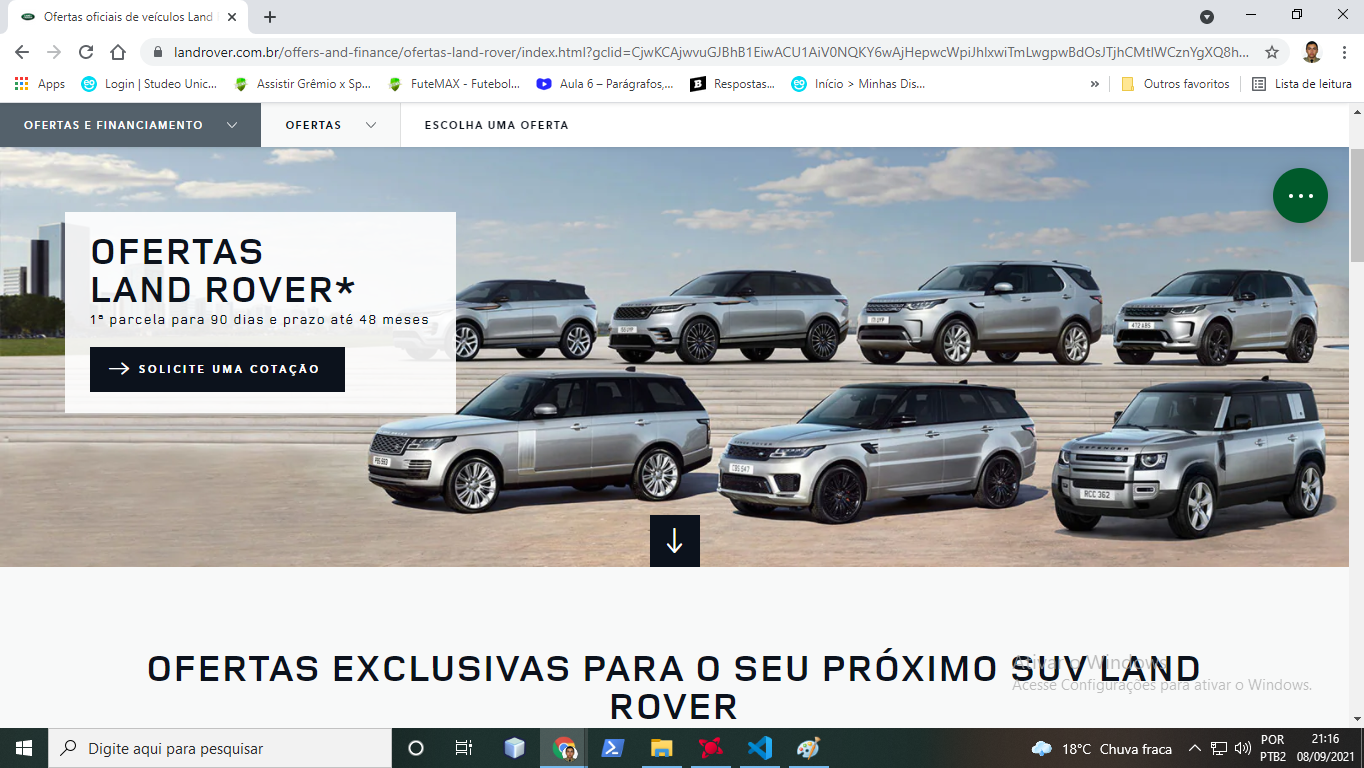 Ofertas oficiais de veículos Land
landrover.com.br/offers-and-finance/ofertas-land-rover/index.html?gclid=CjwKCAjwvuGJBhB1EiwACU1AiV0NQKY6wAjHepwcWpiJhlxwiTmLwgpwBdOsJTjhCMtlWCznYgXQ8h...
Apps
Login | Studeo Unic...
Assistir Grêmio x Sp...
FuteMAX - Futebol...
Aula 6 – Parágrafos,...
Respostas...
Início > Minhas Dis...
»
Outros favoritos
Lista de leitura
OFERTAS E FINANCIAMENTO
OFERTAS
ESCOLHA UMA OFERTA
OFERTAS
LAND ROVER*
1ª parcela para 90 dias e prazo até 48 meses
SOLICITE UMA COTAÇÃO
RCC 362
OFERTAS EXCLUSIVAS PARA O SEU PRÓXIMO SUV LAND
ROVER
Ativar o Windows
Acesse Configurações para ativar o Windows.
Digite aqui para pesquisar
18°C Chuva fraca
POR
PTB2
21:16
08/09/2021